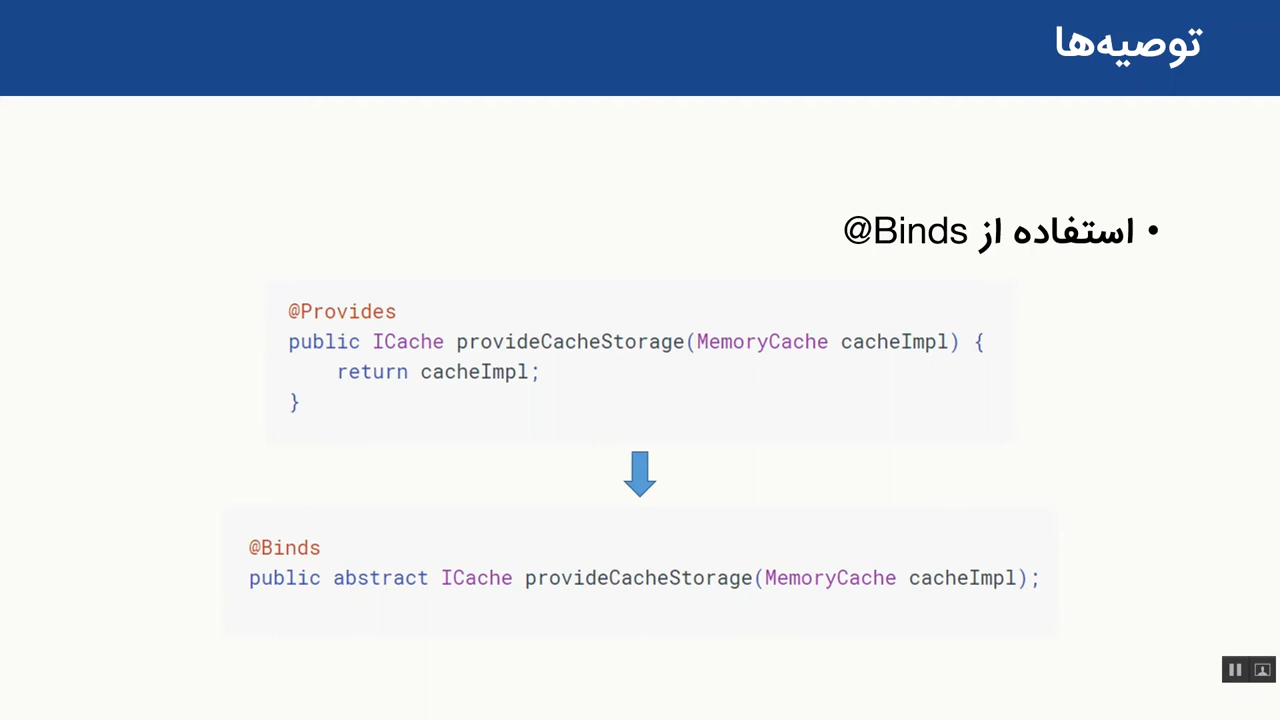 توصیه‌ها
• استفاده از @Binds
@Provides
public ICache provideCacheStorage(MemoryCache cacheImpl) {
    return cacheImpl;
}
@Binds
public abstract ICache provideCacheStorage(MemoryCache cacheImpl);